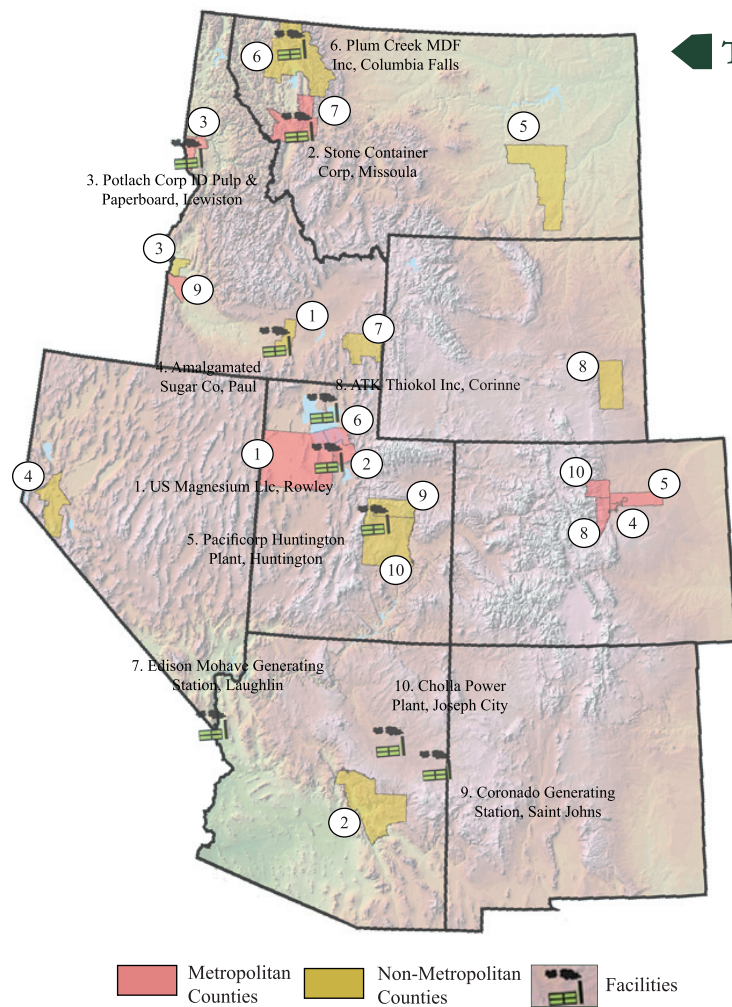 T
6
6. Plum Creek MDF
Inc, Columbia Falls
7
5
3
2. Stone Container
Corp, Missoula
3. Potlach Corp ID Pulp &
Paperboard, Lewiston
3
9
1
7
4. Amalgamated
Sugar Co, Paul
8. ATK Thiokol Inc, Corinne
8
6
1
2
4
1. US Magnesium Llc, Rowley
9
10
5
8
4
5. Pacificorp Huntington
Plant, Huntington
10
7. Edison Mohave Generating
Station, Laughlin
10. Cholla Power
Plant, Joseph City
9. Coronado Generating
Station, Saint Johns
2
Metropolitan
Counties
Non-Metropolitan
Counties
Facilities